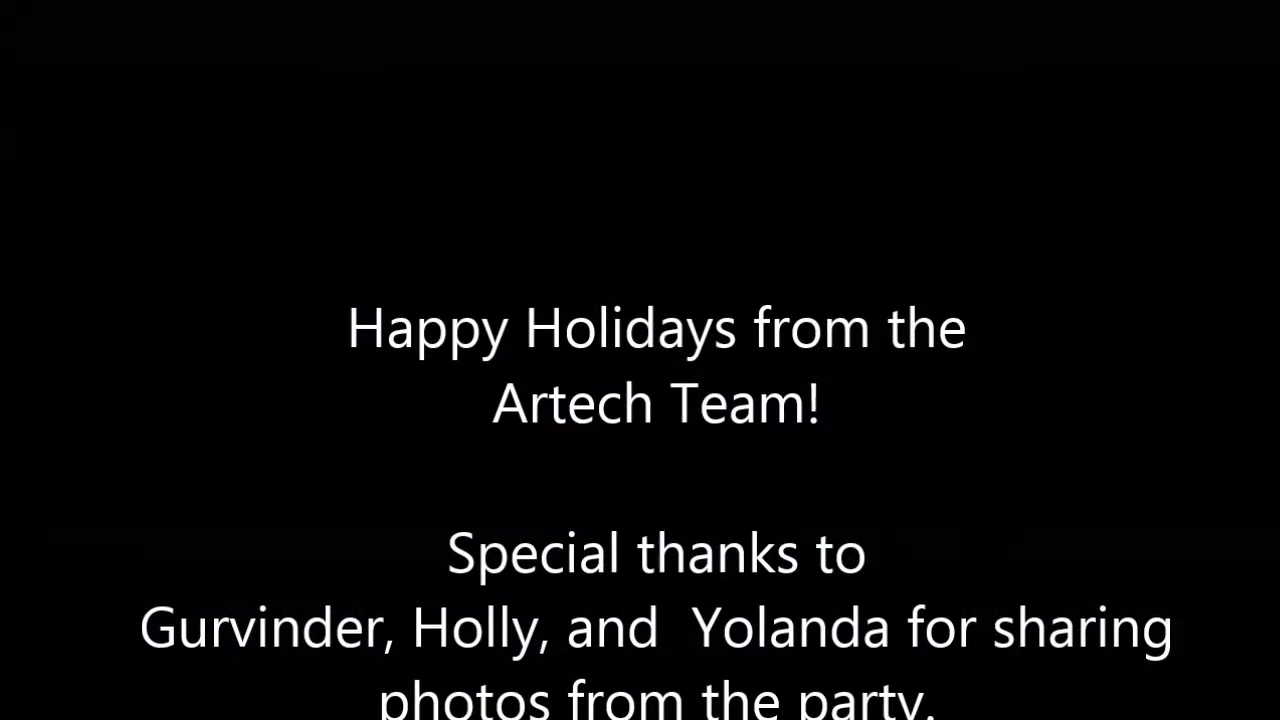 Happy Holidays from the
Artech Team!
Special thanks to
Gurvinder, Holly, and  Yolanda for sharing
photos from the party.